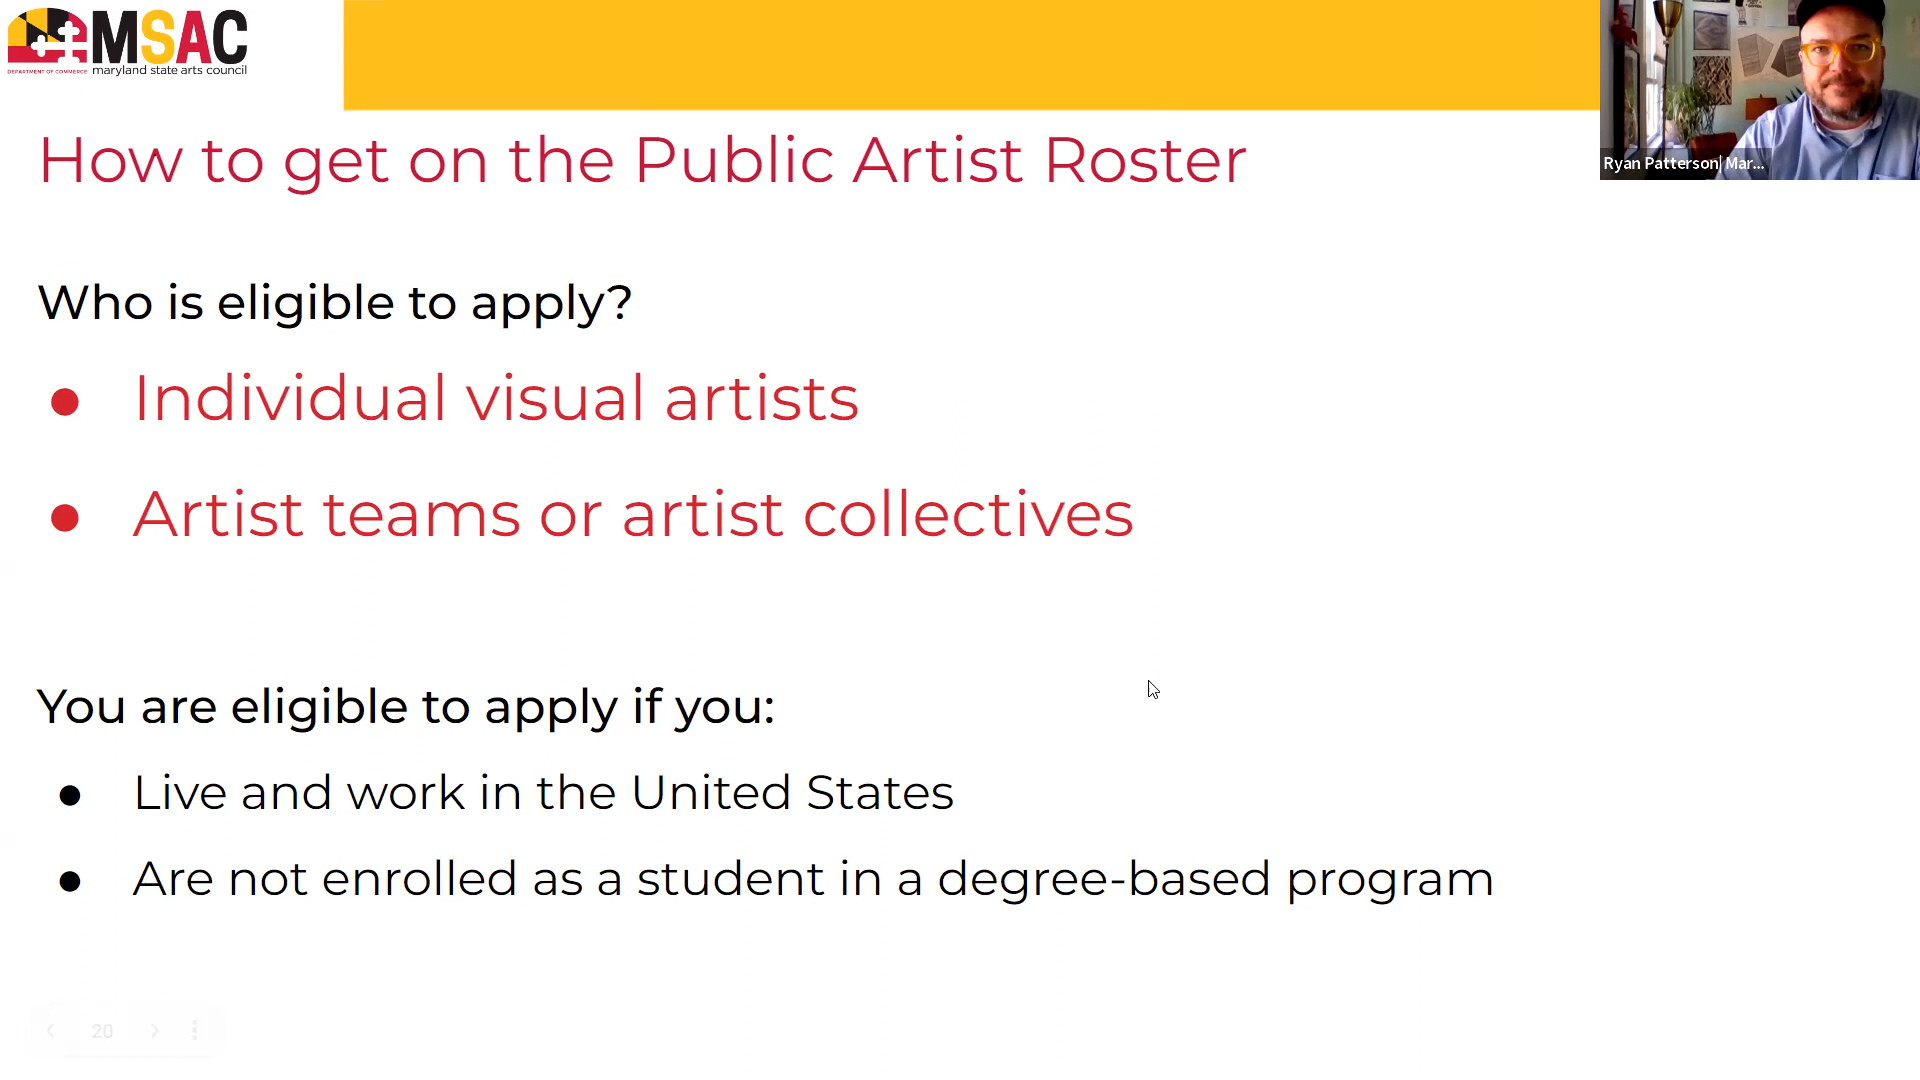 MSAC
DEPARTMENT OF COMMERCE maryland state arts council
Ryan Patterson| Mar...
How to get on the Public Artist Roster
Who is eligible to apply?
● Individual visual artists
● Artist teams or artist collectives
You are eligible to apply if you:
● Live and work in the United States
● Are not enrolled as a student in a degree-based program
20